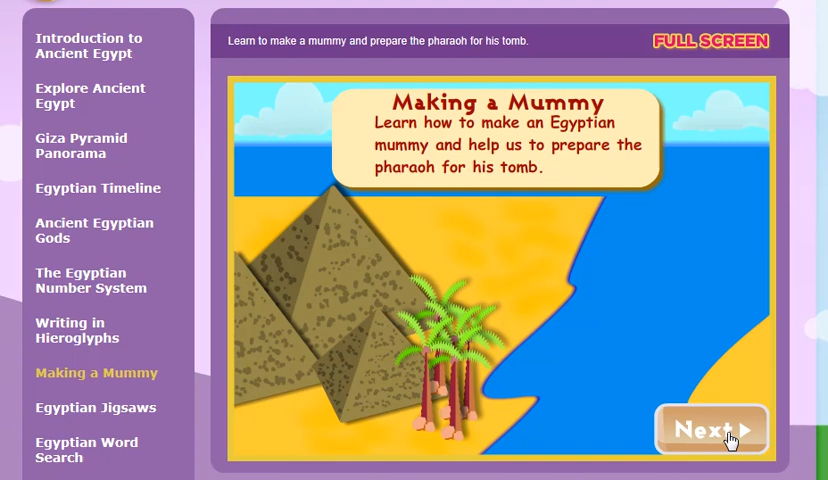 Introduction to
Ancient Egypt
Explore Ancient
Egypt
Giza Pyramid
Panorama
Egyptian Timeline
Ancient Egyptian
Gods
The Egyptian
Number System
Writing in
Hieroglyphs
Making a Mummy
Egyptian Jigsaws
Egyptian Word
Search
Learn to make a mummy and prepare the pharaoh for his tomb.
FULL SCREEN
Making a Mummy
Learn how to make an Egyptian
mummy and help us to prepare the
pharaoh for his tomb.
Next